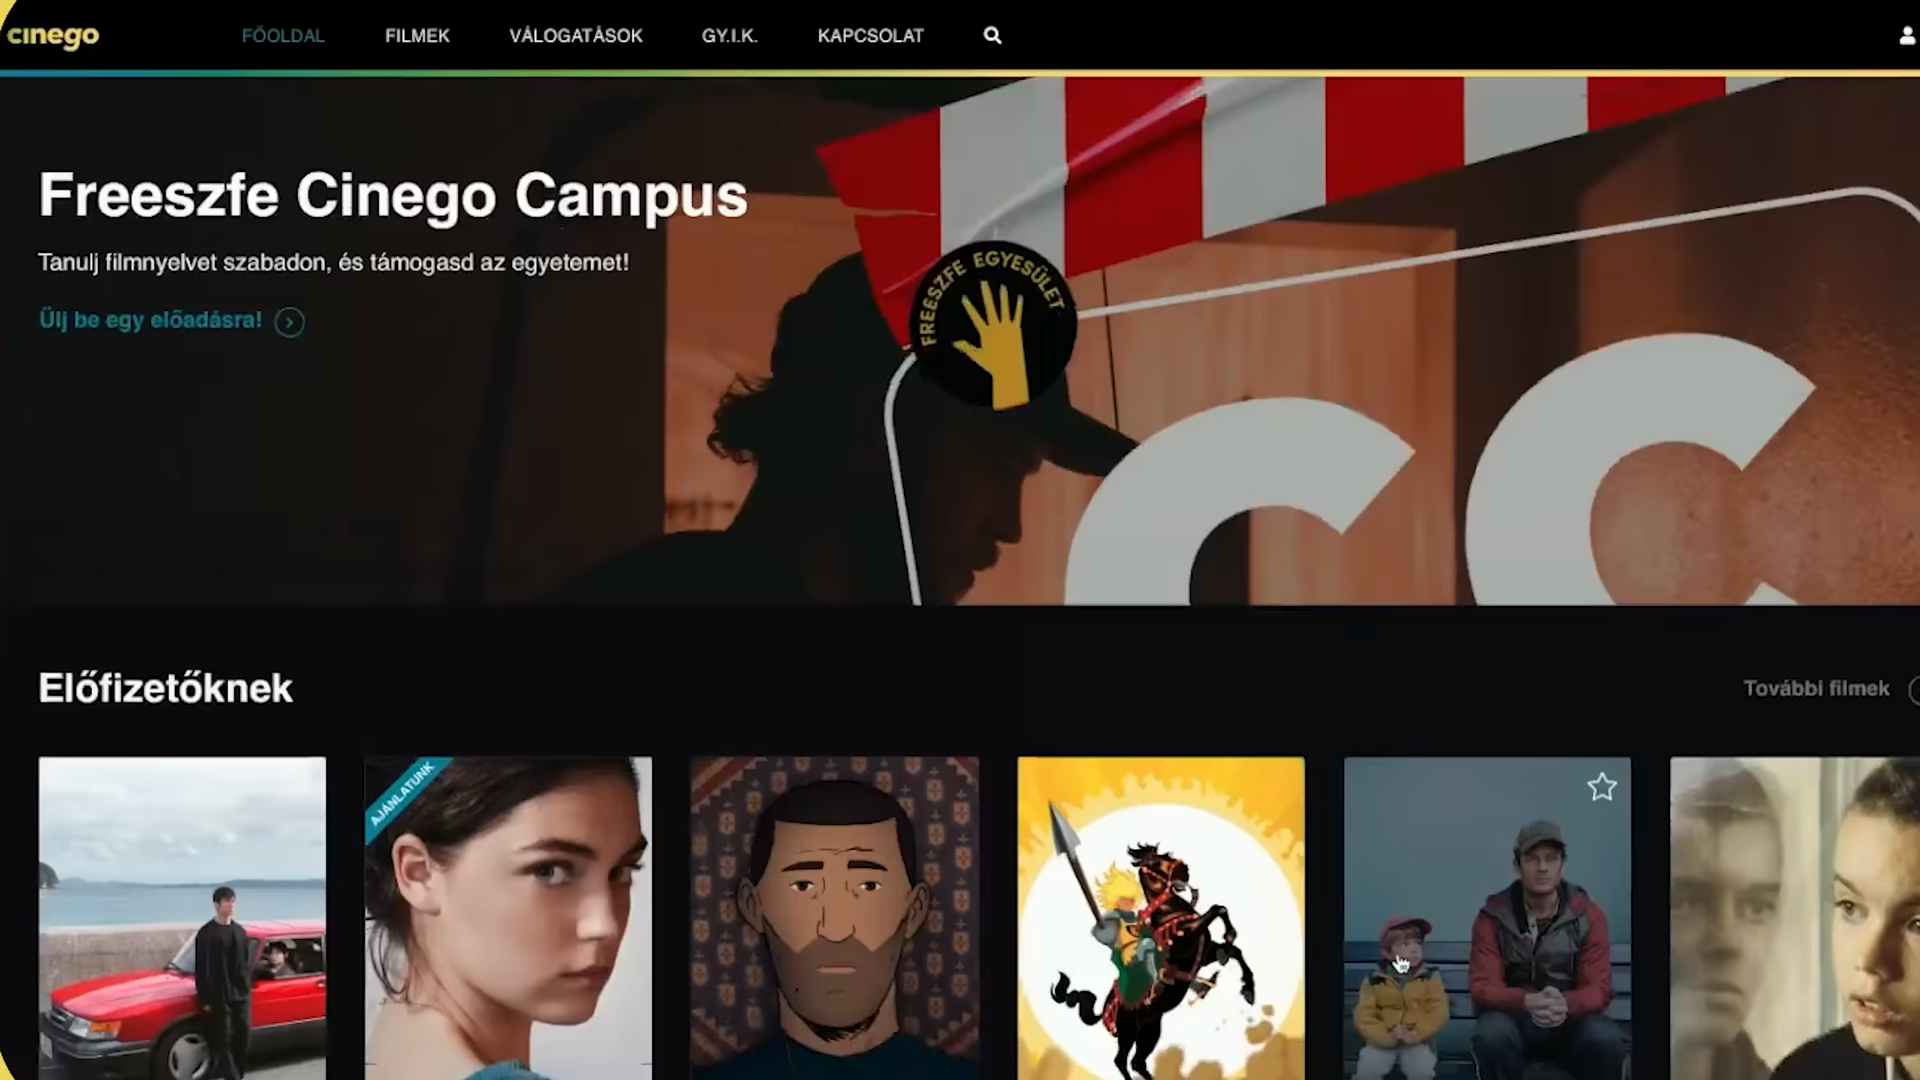 cinego
FŐOLDAL
FILMEK
VÁLOGATÁSOK
GY.I.K.
KAPCSOLAT
Freeszfe Cinego Campus
Tanulj filmnyelvet szabadon, és támogasd az egyetemet!
Ülj be egy előadásra!
FREESZFE EGYESÜLET
CC
Előfizetőknek
További filmek
AJÁNLATUNK